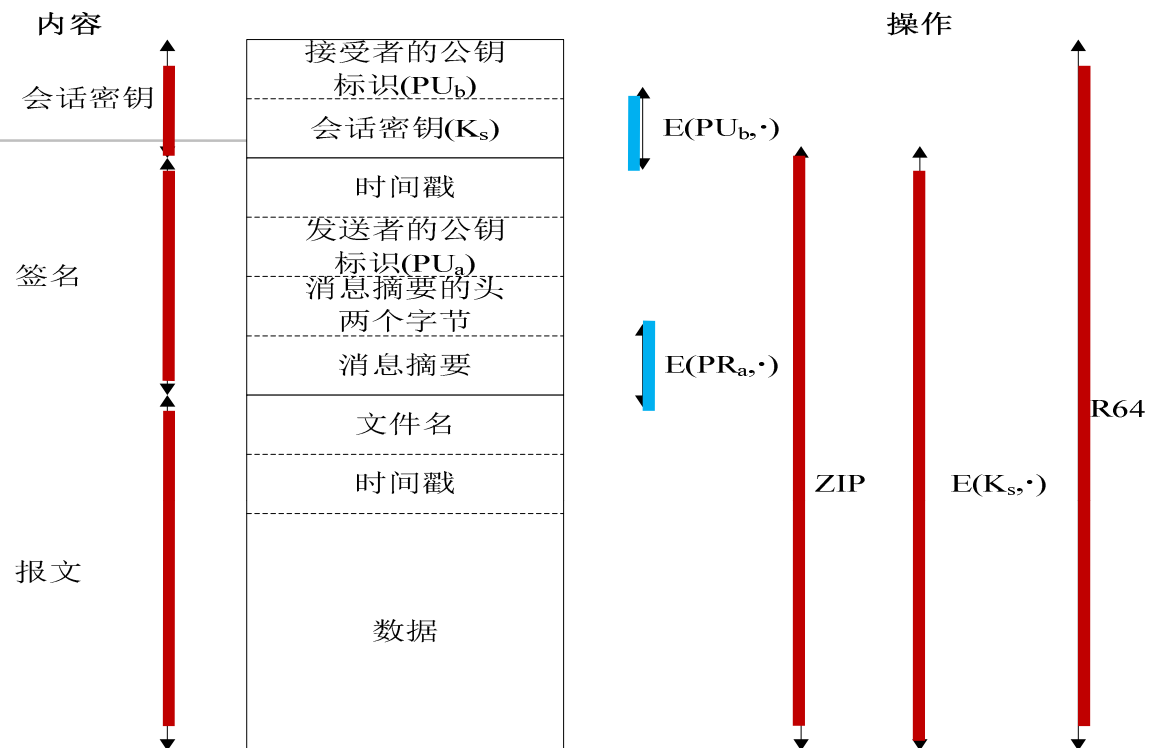 内容
操作
会话密钥
接受者的公钥
标识(PUb)
会话密钥(Ks)
E(PUb,·)
签名
时间戳
发送者的公钥
标识(PUa)
消息摘要的头
两个字节
消息摘要
E(PRa,·)
R64
报文
文件名
时间戳
数据
ZIP
E(Ks,·)